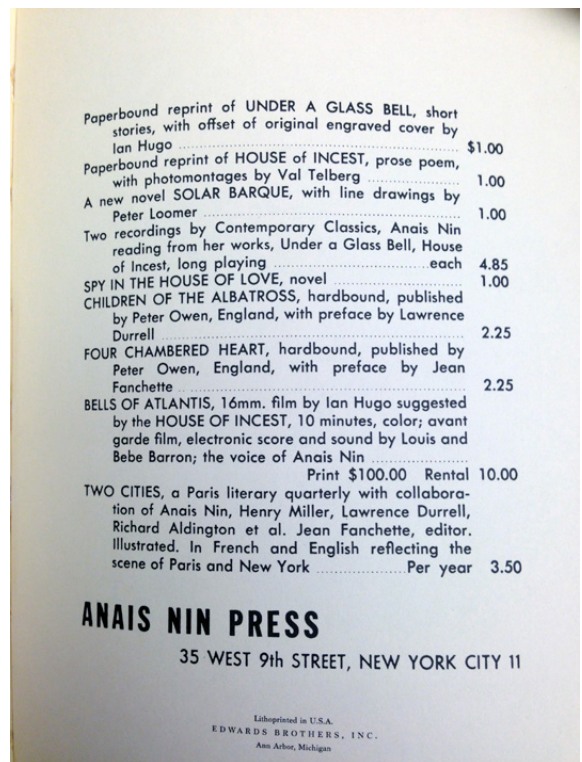 Paperbound reprint of UNDER A GLASS BELL, short
stories, with offset of original engraved cover by
Ian Hugo ........ $1.00
Paperbound reprint of HOUSE of INCEST, prose poem,
with photomontages by Val Telberg ........ 1.00
A new novel SOLAR BARQUE, with line drawings by
Peter Loomer ........ 1.00
Two recordings by Contemporary Classics, Anais Nin
reading from her works, Under a Glass Bell, House
of Incest, long playing ........ each 4.85
SPY IN THE HOUSE OF LOVE, novel ........ 1.00
CHILDREN OF THE ALBATROSS, hardbound, published
by Peter Owen, England, with preface by Lawrence
Durrell ........ 2.25
FOUR CHAMBERED HEART, hardbound, published by
Peter Owen, England, with preface by Jean
Fanchette ........ 2.25
BELLS OF ATLANTIS, 16mm. film by Ian Hugo suggested
by the HOUSE OF INCEST, 10 minutes, color; avant
garde film, electronic score and sound by Louis and
Bebe Barron; the voice of Anais Nin ........
Print $100.00 Rental 10.00
TWO CITIES, a Paris literary quarterly with collabora-
tion of Anais Nin, Henry Miller, Lawrence Durrell,
Richard Aldington et al. Jean Fanchette, editor.
Illustrated. In French and English reflecting the
scene of Paris and New York ........ Per year 3.50
ANAIS NIN PRESS
35 WEST 9th STREET, NEW YORK CITY 11
Lithoprinted in U.S.A.
EDWARDS BROTHERS, INC.
Ann Arbor, Michigan